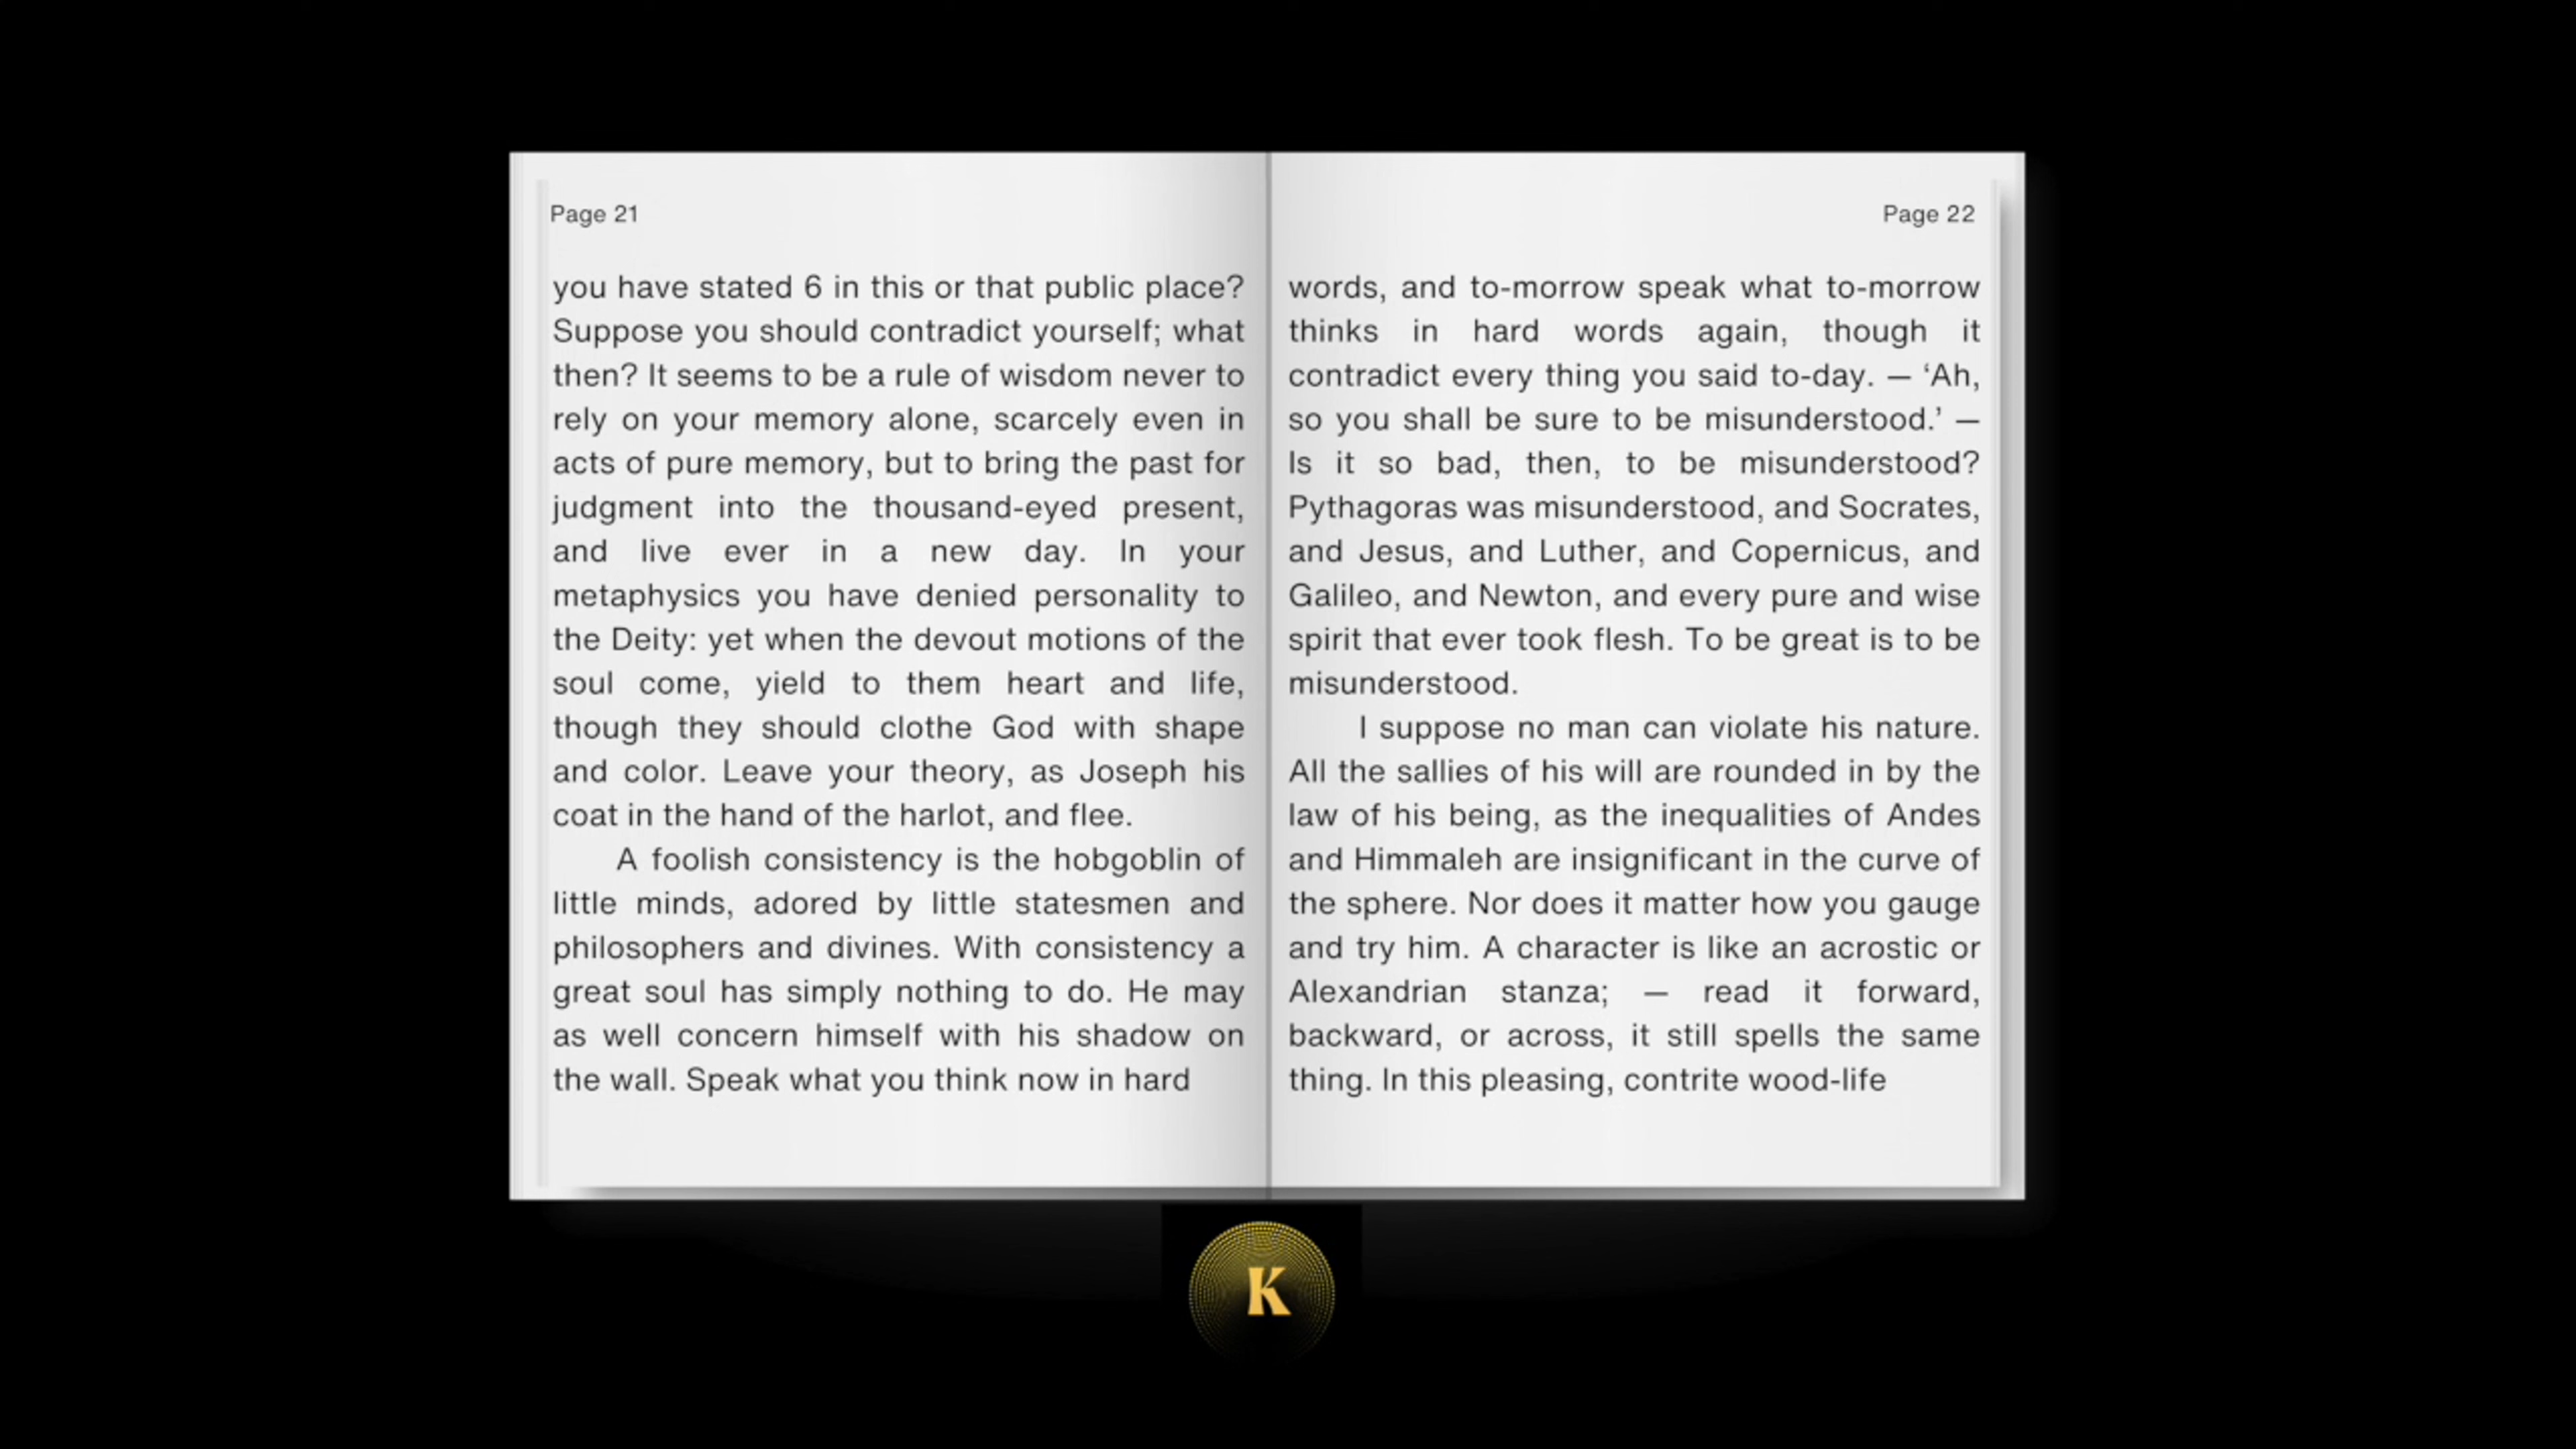 Page 21
you have stated 6 in this or that public place?
Suppose you should contradict yourself; what
then? It seems to be a rule of wisdom never to
rely on your memory alone, scarcely even in
acts of pure memory, but to bring the past for
judgment into the thousand-eyed present,
and live ever in a new day. In your
metaphysics you have denied personality to
the Deity: yet when the devout motions of the
soul come, yield to them heart and life,
though they should clothe God with shape
and color. Leave your theory, as Joseph his
coat in the hand of the harlot, and flee.
A foolish consistency is the hobgoblin of
little minds, adored by little statesmen and
philosophers and divines. With consistency a
great soul has simply nothing to do. He may
as well concern himself with his shadow on
the wall. Speak what you think now in hard
Page 22
words, and to-morrow speak what to-morrow
thinks in hard words again, though it
contradict every thing you said to-day. — ‘Ah,
so you shall be sure to be misunderstood.’ —
Is it so bad, then, to be misunderstood?
Pythagoras was misunderstood, and Socrates,
and Jesus, and Luther, and Copernicus, and
Galileo, and Newton, and every pure and wise
spirit that ever took flesh. To be great is to be
misunderstood.
I suppose no man can violate his nature.
All the sallies of his will are rounded in by the
law of his being, as the inequalities of Andes
and Himmaleh are insignificant in the curve of
the sphere. Nor does it matter how you gauge
and try him. A character is like an acrostic or
Alexandrian stanza; — read it forward,
backward, or across, it still spells the same
thing. In this pleasing, contrite wood-life
K